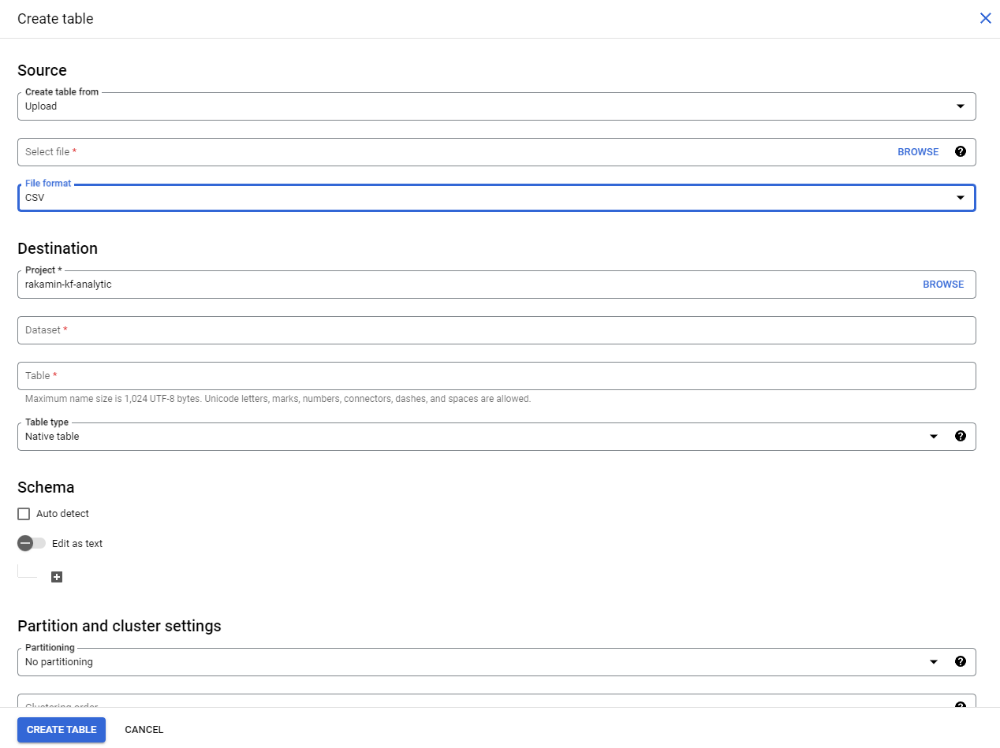 Create table
Source
Create table from
Upload
Select file *
BROWSE
File format
CSV
Destination
Project *
rakamin-kf-analytic
BROWSE
Dataset *
Table *
Maximum name size is 1,024 UTF-8 bytes. Unicode letters, marks, numbers, connectors, dashes, and spaces are allowed.
Table type
Native table
Schema
Auto detect
Edit as text
Partition and cluster settings
Partitioning
No partitioning
Clustering order
CREATE TABLE
CANCEL